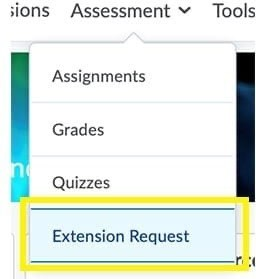 Assessment Tools
Assignments
Grades
Quizzes
Extension Request